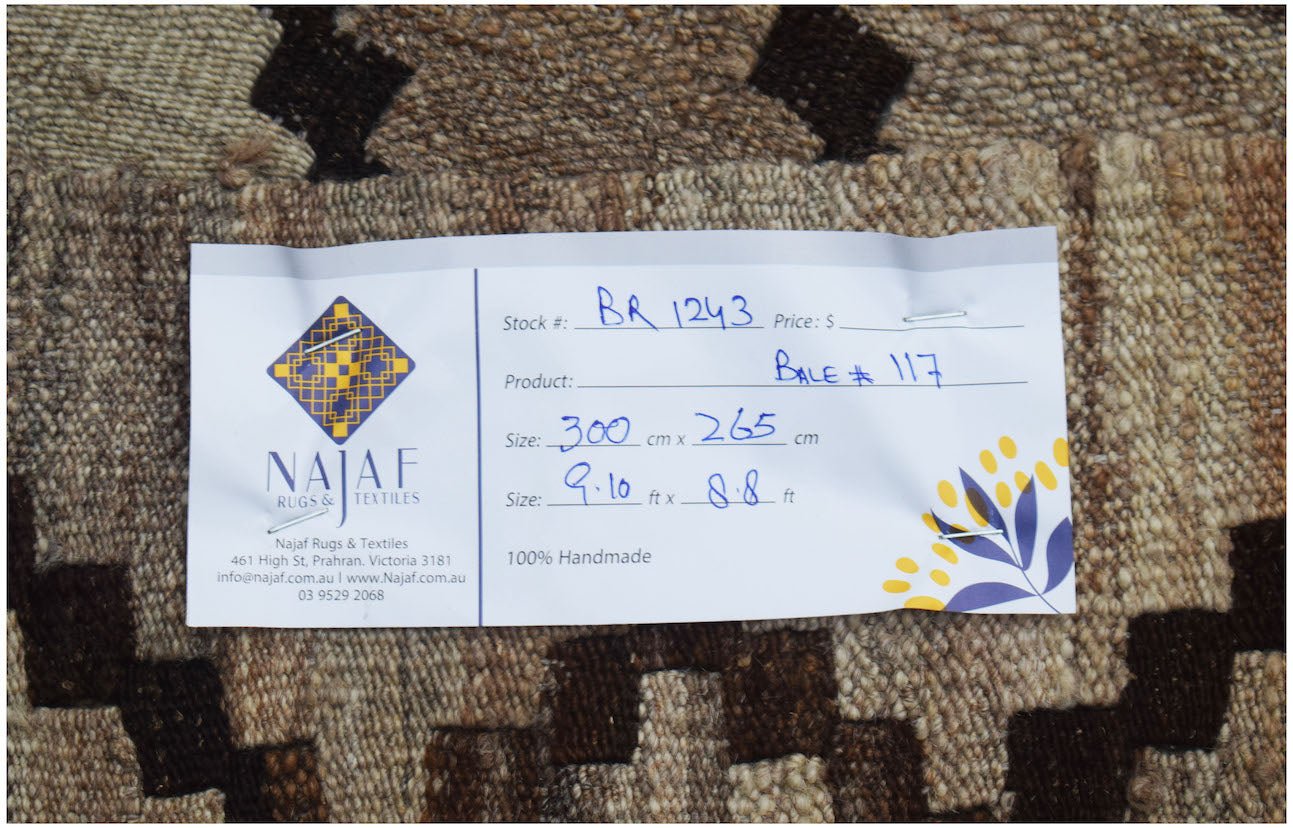 NAJAF
RUGS & TEXTILES
Najaf Rugs & Textiles
461 High St, Prahran. Victoria 3181
info@najaf.com.au | www.Najaf.com.au
03 9529 2068
Stock #: BR 1243 Price: $
Product: BALE # 117
Size: 300 cm x 265 cm
Size: 9.10 ft x 8.8 ft
100% Handmade